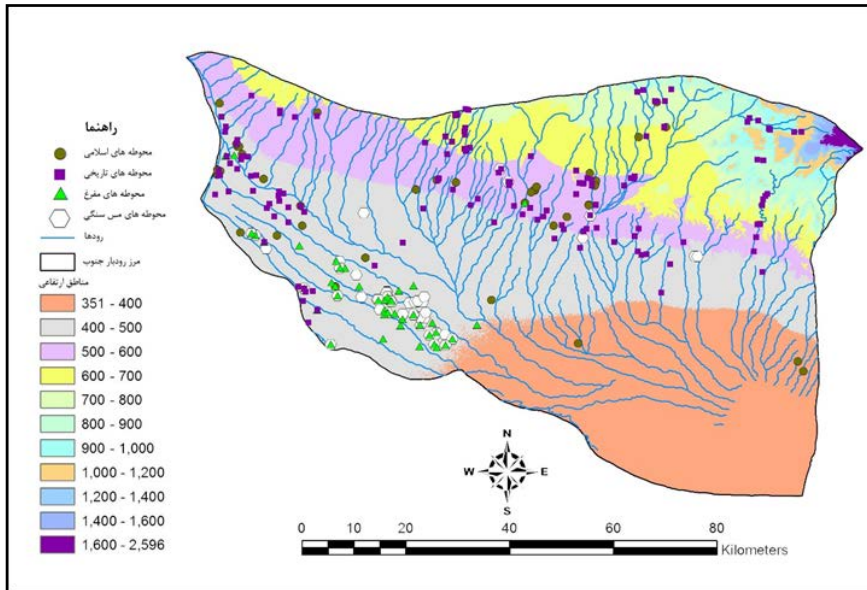 راهنما
محوطه های اسلامی
محوطه های تاریخی
محوطه های مفرغ
محوطه های مس سنگی
رودها
مرز رودبار جنوب
مناطق ارتفاعی
351 - 400
400 - 500
500 - 600
600 - 700
700 - 800
800 - 900
900 - 1,000
1,000 - 1,200
1,200 - 1,400
1,400 - 1,600
1,600 - 2,596
N
W E
S
0 10 20 40 60 80
Kilometers